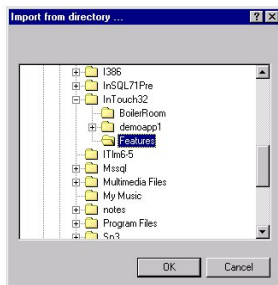 Import from directory ...
I386
InSQL71Pre
InTouch32
BoilerRoom
demoapp1
Features
ITIm6-5
Mssql
Multimedia Files
My Music
notes
Program Files
Sp3
OK
Cancel